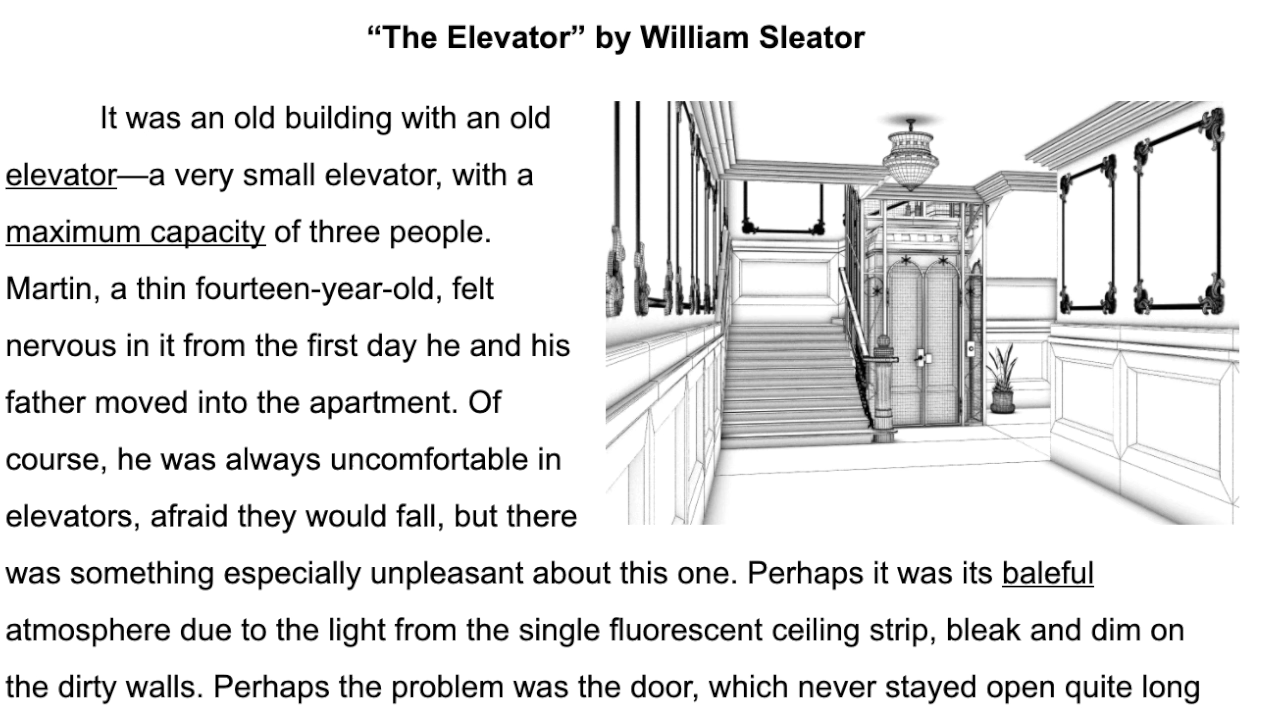 “The Elevator” by William Sleator
It was an old building with an old
elevator—a very small elevator, with a
maximum capacity of three people.
Martin, a thin fourteen-year-old, felt
nervous in it from the first day he and his
father moved into the apartment. Of
course, he was always uncomfortable in
elevators, afraid they would fall, but there
was something especially unpleasant about this one. Perhaps it was its baleful
atmosphere due to the light from the single fluorescent ceiling strip, bleak and dim on
the dirty walls. Perhaps the problem was the door, which never stayed open quite long